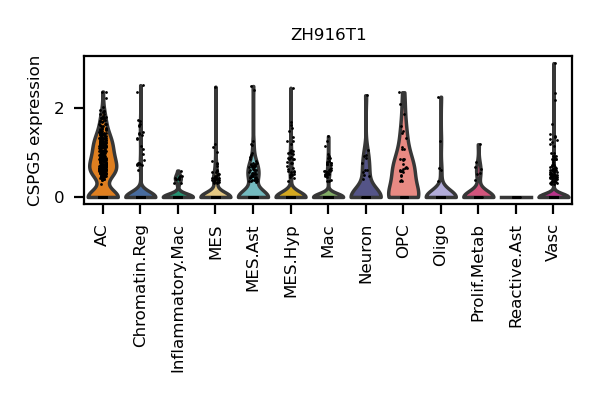 ZH916T1
CSPG5 expression
2
0
AC
Chromatin.Reg
Inflammatory.Mac
MES
MES.Ast
MES.Hyp
Mac
Neuron
OPC
Oligo
Prolif.Metab
Reactive.Ast
Vasc